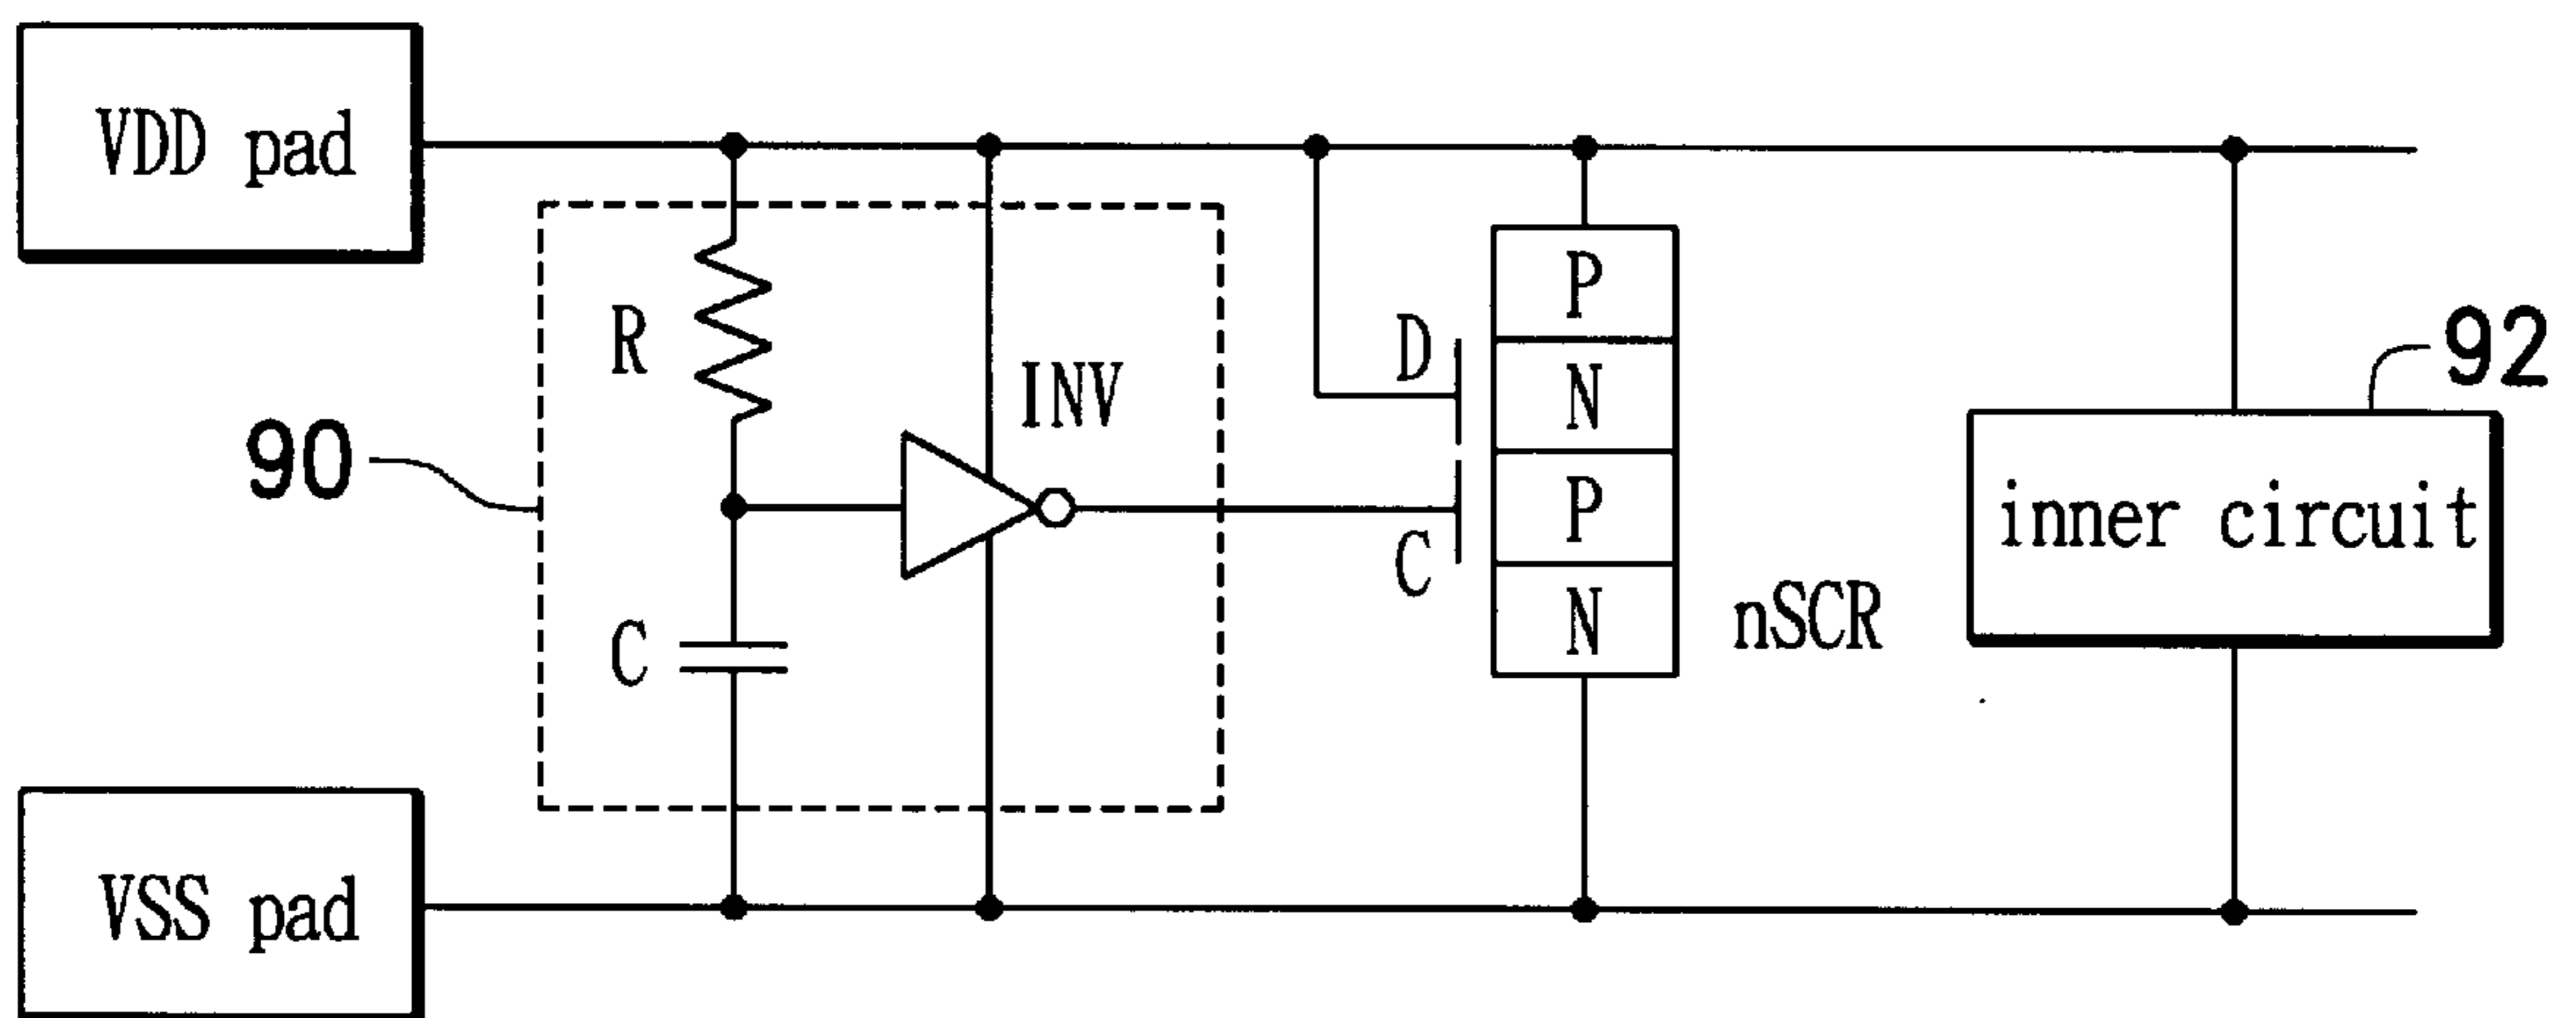 VDD pad
R
INV
90
C
D
C
P
N
P
N
nSCR
92
inner circuit
VSS pad